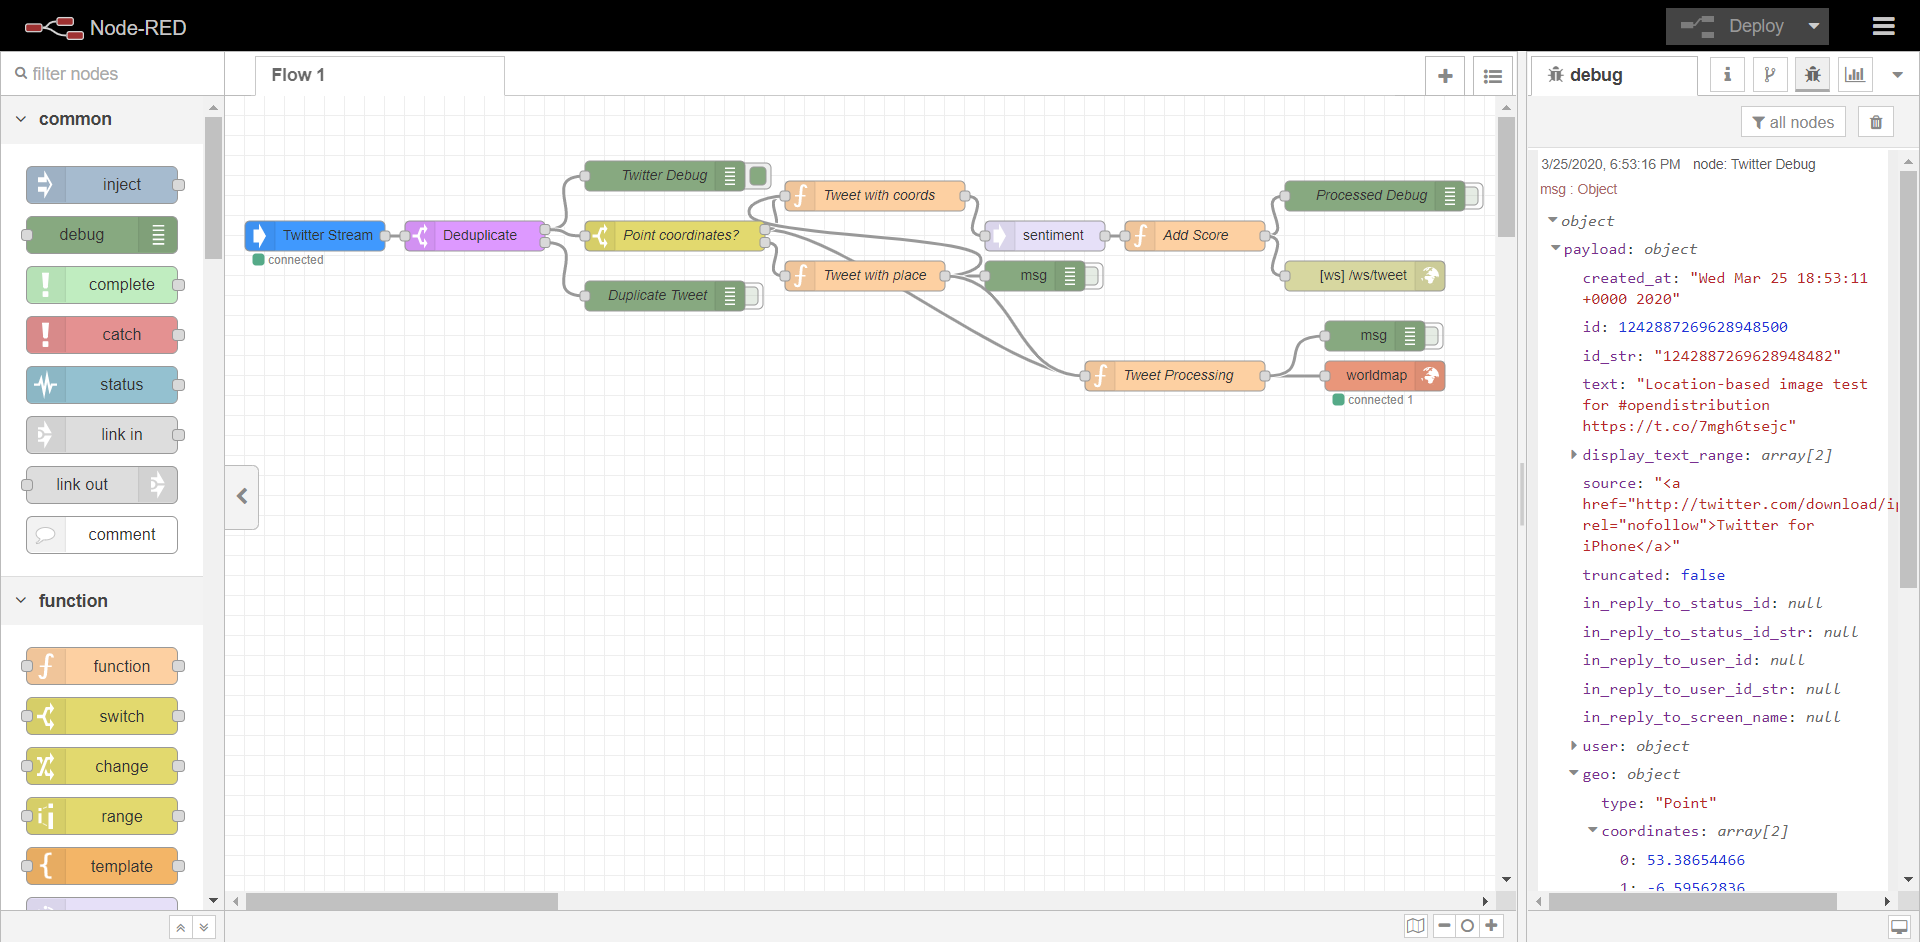 Node-RED
Deploy
filter nodes
Flow 1
debug
all nodes
common
inject
debug
complete
catch
status
link in
link out
comment
function
function
switch
change
range
template
Twitter Stream
connected
Deduplicate
Twitter Debug
Point coordinates?
Duplicate Tweet
Tweet with coords
Tweet with place
sentiment
msg
Add Score
Processed Debug
[ws] /ws/tweet
Tweet Processing
msg
worldmap
connected 1
3/25/2020, 6:53:16 PM node: Twitter Debug
msg : Object
object
payload: object
created_at: "Wed Mar 25 18:53:11
+0000 2020"
id: 1242887269628948500
id_str: "1242887269628948482"
text: "Location-based image test
for #opendistribution
https://t.co/7mgh6tsejc"
display_text_range: array[2]
source: "<a
href="http://twitter.com/download/ip
rel="nofollow">Twitter for
iPhone</a>"
truncated: false
in_reply_to_status_id: null
in_reply_to_status_id_str: null
in_reply_to_user_id: null
in_reply_to_user_id_str: null
in_reply_to_screen_name: null
user: object
geo: object
type: "Point"
coordinates: array[2]
0: 53.38654466
1: -6.59562836